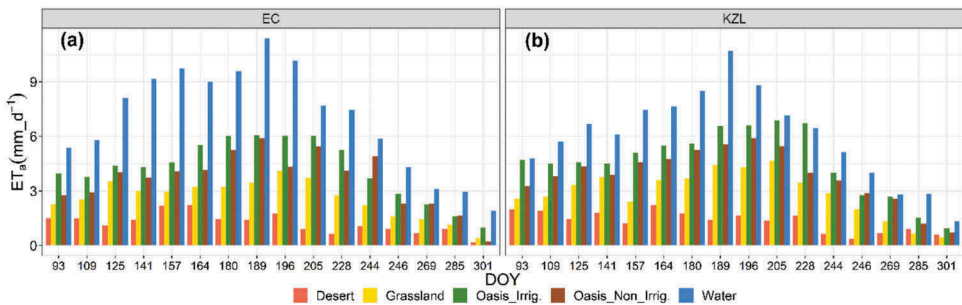 EC
KZL
(a)
(b)
ETa(mm_d⁻¹)
9
6
3
0
93 109 125 141 157 164 180 189 196 205 228 244 246 269 285 301
93 109 125 141 157 164 180 189 196 205 228 244 246 269 285 301
DOY
Desert Grassland Oasis_Irrig. Oasis_Non_Irrig. Water